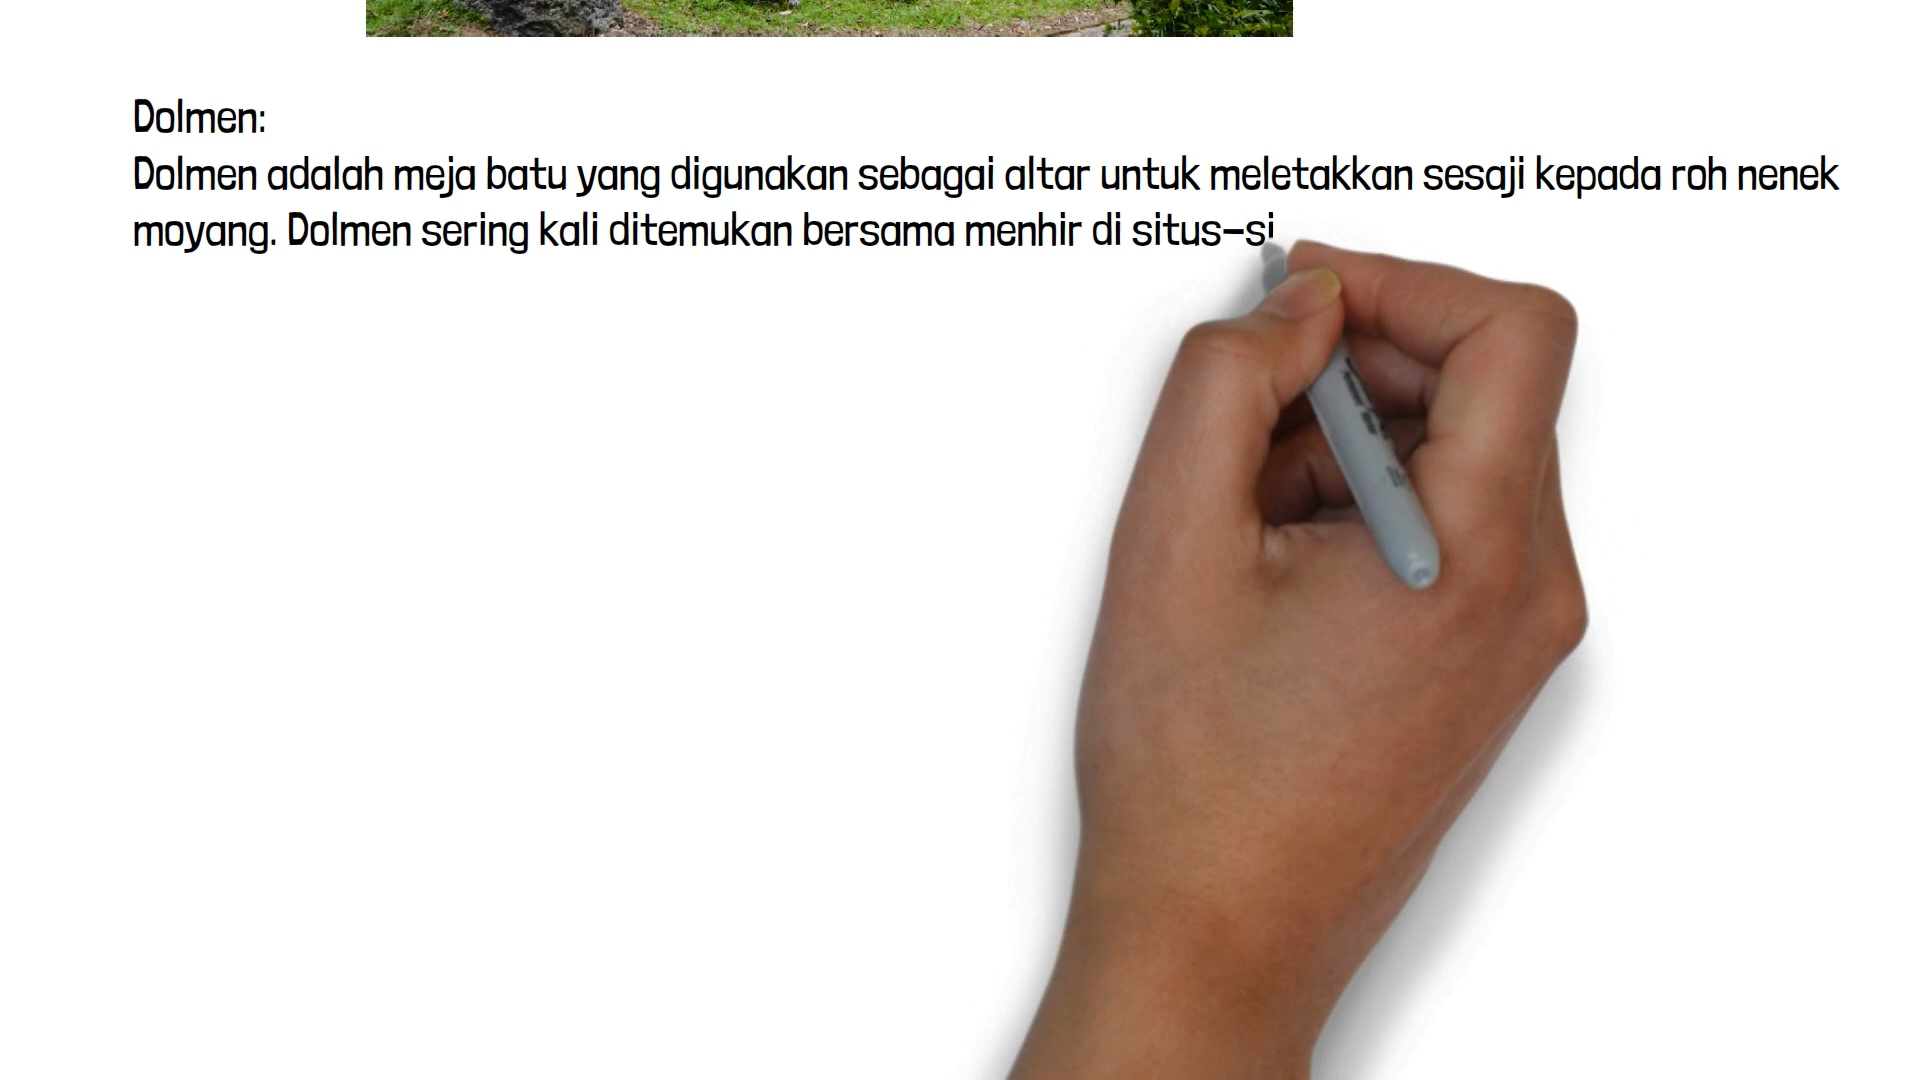 Dolmen:
Dolmen adalah meja batu yang digunakan sebagai altar untuk meletakkan sesaji kepada roh nenek
moyang. Dolmen sering kali ditemukan bersama menhir di situs-si